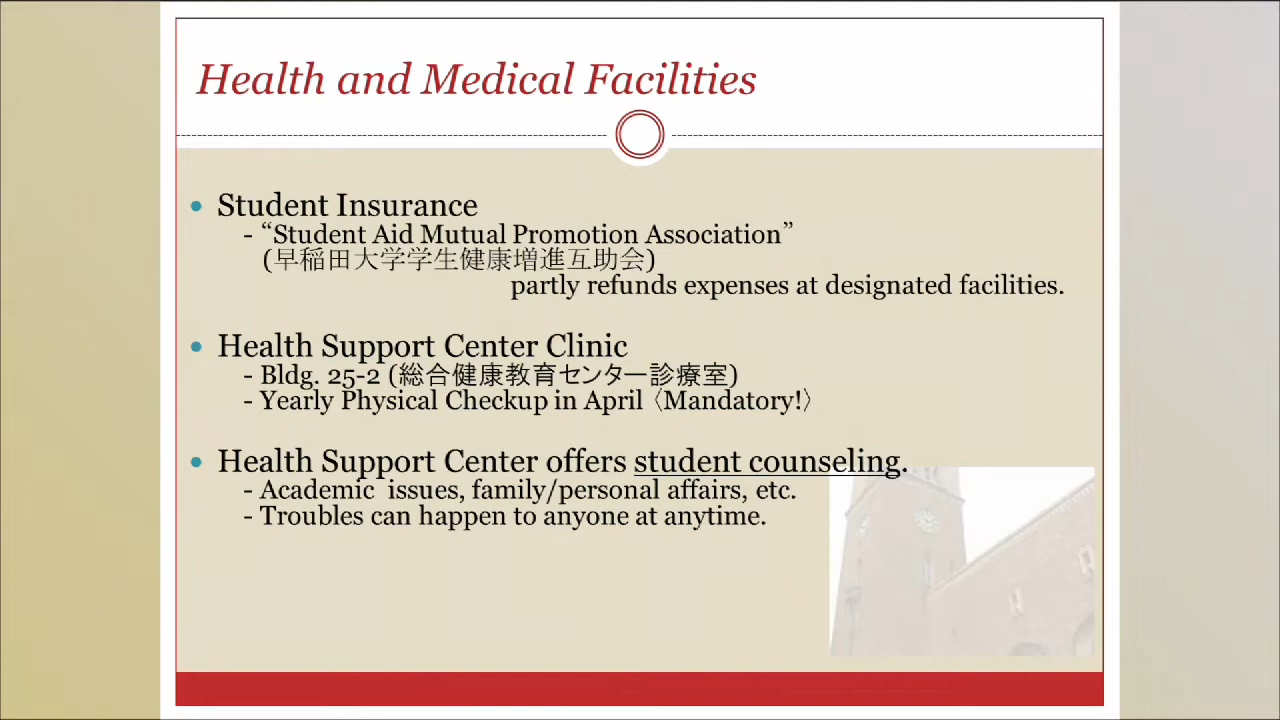 Health and Medical Facilities
• Student Insurance
- “Student Aid Mutual Promotion Association”
(早稲田大学学生健康増進互助会)
partly refunds expenses at designated facilities.
• Health Support Center Clinic
- Bldg. 25-2 (総合健康教育センター診療室)
- Yearly Physical Checkup in April 〈Mandatory!〉
• Health Support Center offers student counseling.
- Academic  issues, family/personal affairs, etc.
- Troubles can happen to anyone at anytime.